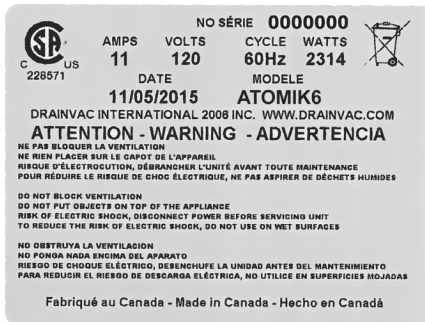 NO SÉRIE 0000000
AMPS VOLTS CYCLE WATTS
11 120 60Hz 2314
C US
228571
DATE MODELE
11/05/2015 ATOMIK6
DRAINVAC INTERNATIONAL 2006 INC. WWW.DRAINVAC.COM
ATTENTION - WARNING - ADVERTENCIA
NE PAS BLOQUER LA VENTILATION
NE RIEN PLACER SUR LE CAPOT DE L'APPAREIL
RISQUE D'ÉLECTROCUTION, DÉBRANCHER L'UNITÉ AVANT TOUTE MAINTENANCE
POUR RÉDUIRE LE RISQUE DE CHOC ÉLECTRIQUE, NE PAS ASPIRER DE DÉCHETS HUMIDES
DO NOT BLOCK VENTILATION
DO NOT PUT OBJECTS ON TOP OF THE APPLIANCE
RISK OF ELECTRIC SHOCK, DISCONNECT POWER BEFORE SERVICING UNIT
TO REDUCE THE RISK OF ELECTRIC SHOCK, DO NOT USE ON WET SURFACES
NO OBSTRUYA LA VENTILACION
NO PONGA NADA ENCIMA DEL APARATO
RIESGO DE CHOQUE ELÉCTRICO, DESENCHUFE LA UNIDAD ANTES DEL MANTENIMIENTO
PARA REDUCIR EL RIESGO DE DESCARGA ELÉCTRICA, NO UTILICE EN SUPERFICIES MOJADAS
Fabriqué au Canada - Made in Canada - Hecho en Canadá